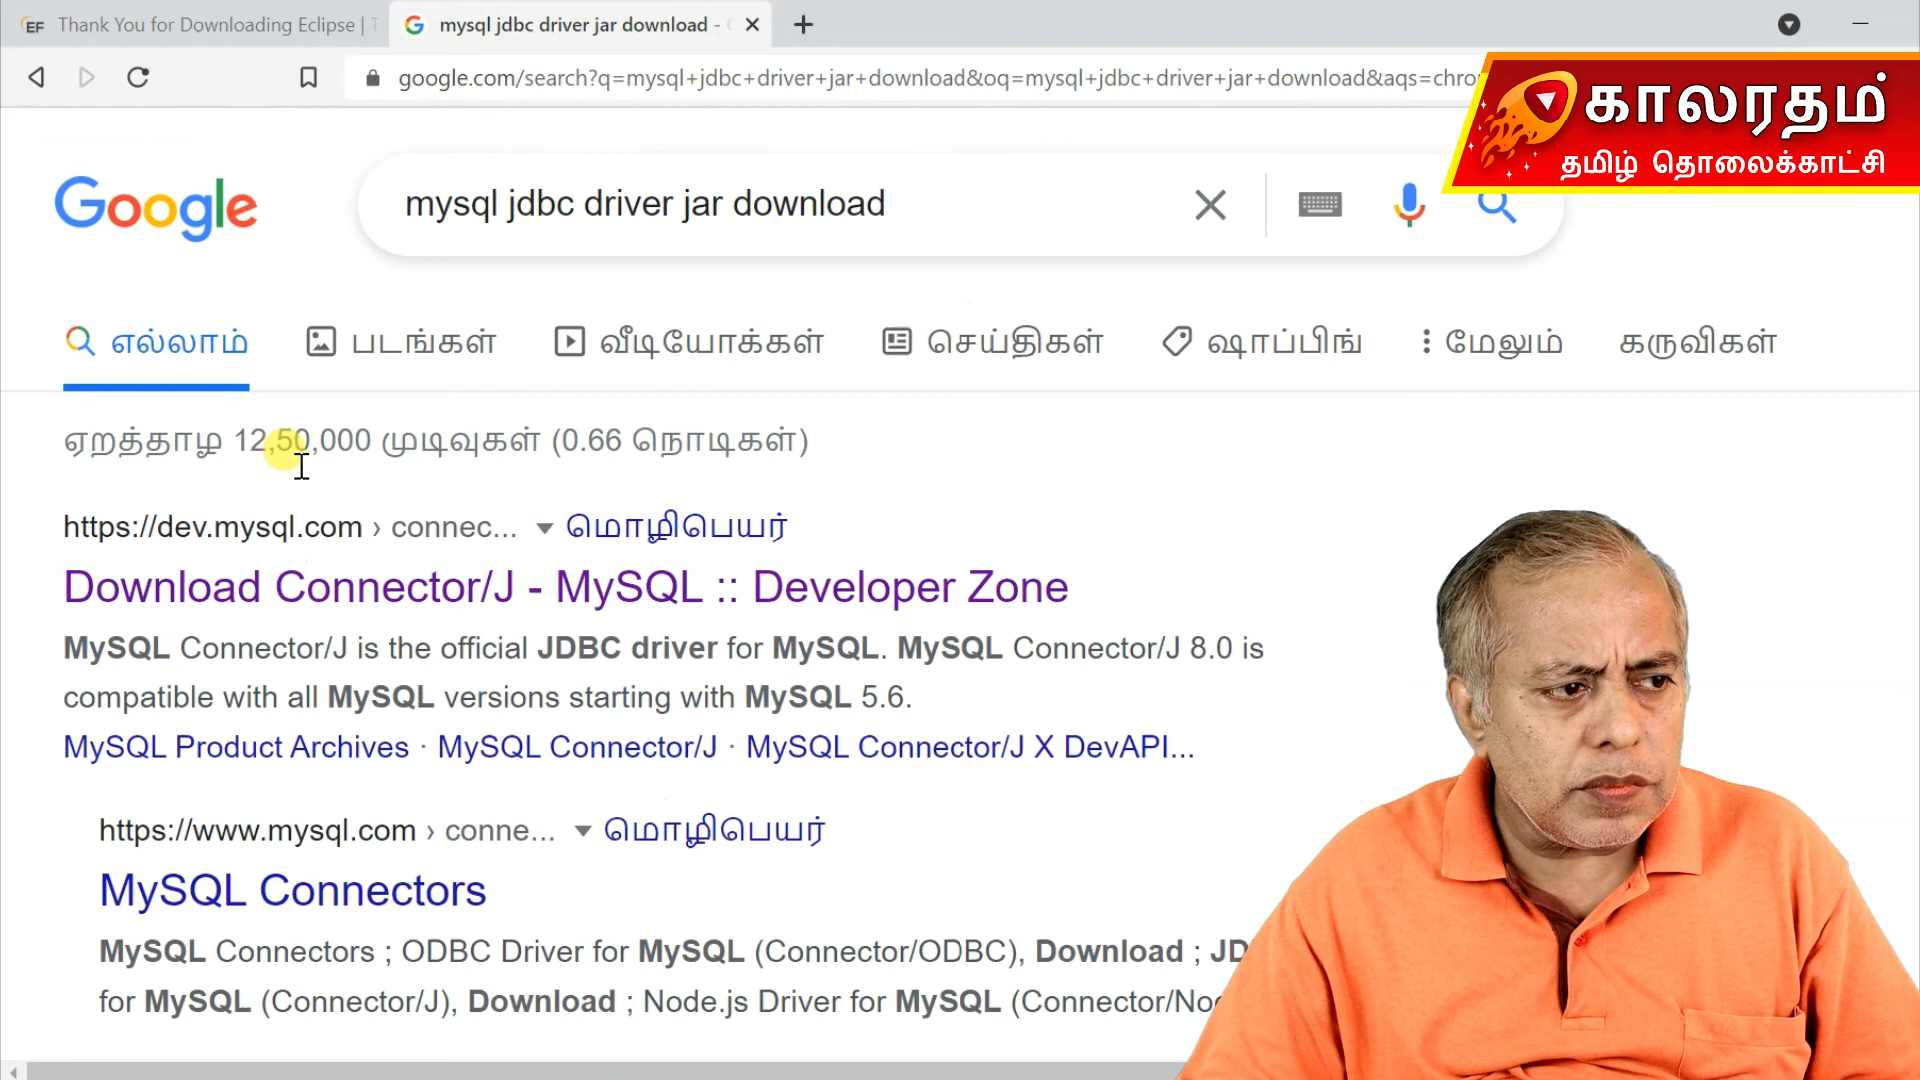 EF Thank You for Downloading Eclipse |
mysql jdbc driver jar download -
google.com/search?q=mysql+jdbc+driver+jar+download&oq=mysql+jdbc+driver+jar+download&aqs=chro
காலரதம்
தமிழ் தொலைக்காட்சி
Google
mysql jdbc driver jar download
எல்லாம் படங்கள் வீடியோக்கள் செய்திகள் ஷாப்பிங் மேலும் கருவிகள்
ஏறத்தாழ 12,50,000 முடிவுகள் (0.66 நொடிகள்)
https://dev.mysql.com › connec... மொழிபெயர்
Download Connector/J - MySQL :: Developer Zone
MySQL Connector/J is the official JDBC driver for MySQL. MySQL Connector/J 8.0 is
compatible with all MySQL versions starting with MySQL 5.6.
MySQL Product Archives · MySQL Connector/J · MySQL Connector/J X DevAPI...
https://www.mysql.com › conne... மொழிபெயர்
MySQL Connectors
MySQL Connectors ; ODBC Driver for MySQL (Connector/ODBC), Download ; JD
for MySQL (Connector/J), Download ; Node.js Driver for MySQL (Connector/No